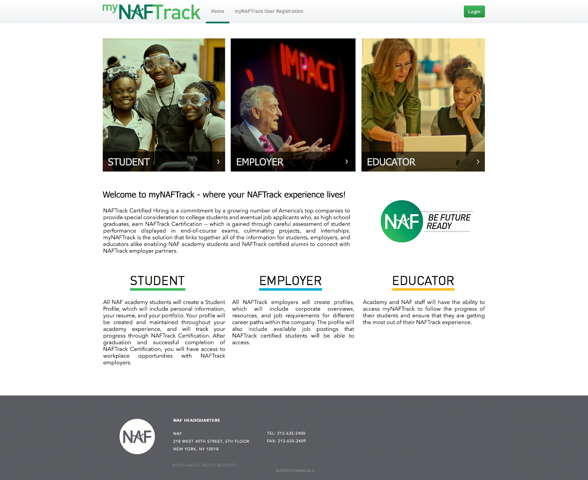 myNAFTrack
Home
myNAFTrack User Registration
Login
IMPACT
STUDENT
EMPLOYER
EDUCATOR
Welcome to myNAFTrack - where your NAFTrack experience lives!
NAFTrack Certified Hiring is a commitment by a growing number of America's top companies to
provide special consideration to college students and eventual job applicants who, as high school
graduates, earn NAFTrack Certification — which is gained through careful assessment of student
performance displayed in end-of-course exams, culminating projects, and internships.
myNAFTrack is the solution that links together all of the information for students, employers, and
educators alike enabling NAF academy students and NAFTrack certified alumni to connect with
NAFTrack employer partners.
NAF
BE FUTURE
READY
STUDENT
All NAF academy students will create a Student
Profile, which will include personal information,
your resume, and your portfolio. Your profile will
be created and maintained throughout your
academy experience, and will track your
progress through NAFTrack Certification. After
graduation and successful completion of
NAFTrack Certification, you will have access to
workplace opportunities with NAFTrack
employers.
EMPLOYER
All NAFTrack employers will create profiles,
which will include corporate overviews,
resources, and job requirements for different
career paths within the company. The profile will
also include available job postings that
NAFTrack certified students will be able to
access.
EDUCATOR
Academy and NAF staff will have the ability to
access myNAFTrack to follow the progress of
their students and ensure that they are getting
the most out of their NAFTrack experience.
NAF
NAF HEADQUARTERS
NAF
218 WEST 40TH STREET, 5TH FLOOR
NEW YORK, NY 10018
TEL: 212-635-2400
FAX: 212-635-2409
ALL RIGHTS RESERVED